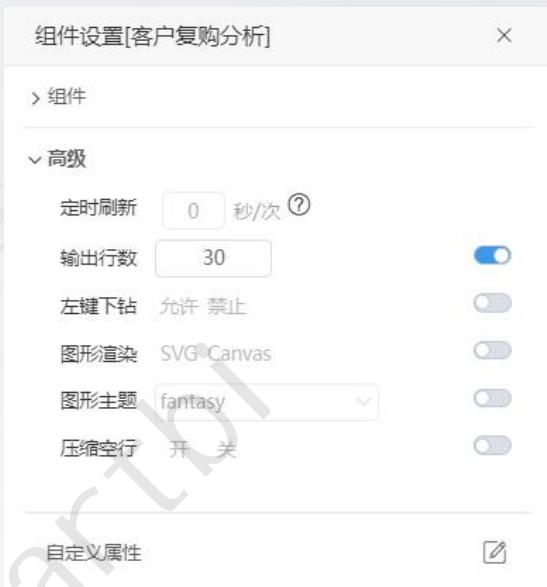 组件设置[客户复购分析]
组件
高级
定时刷新 0 秒/次
输出行数 30
左键下钻 允许 禁止
图形渲染 SVG Canvas
图形主题 fantasy
压缩空行 开 关
自定义属性
artbi